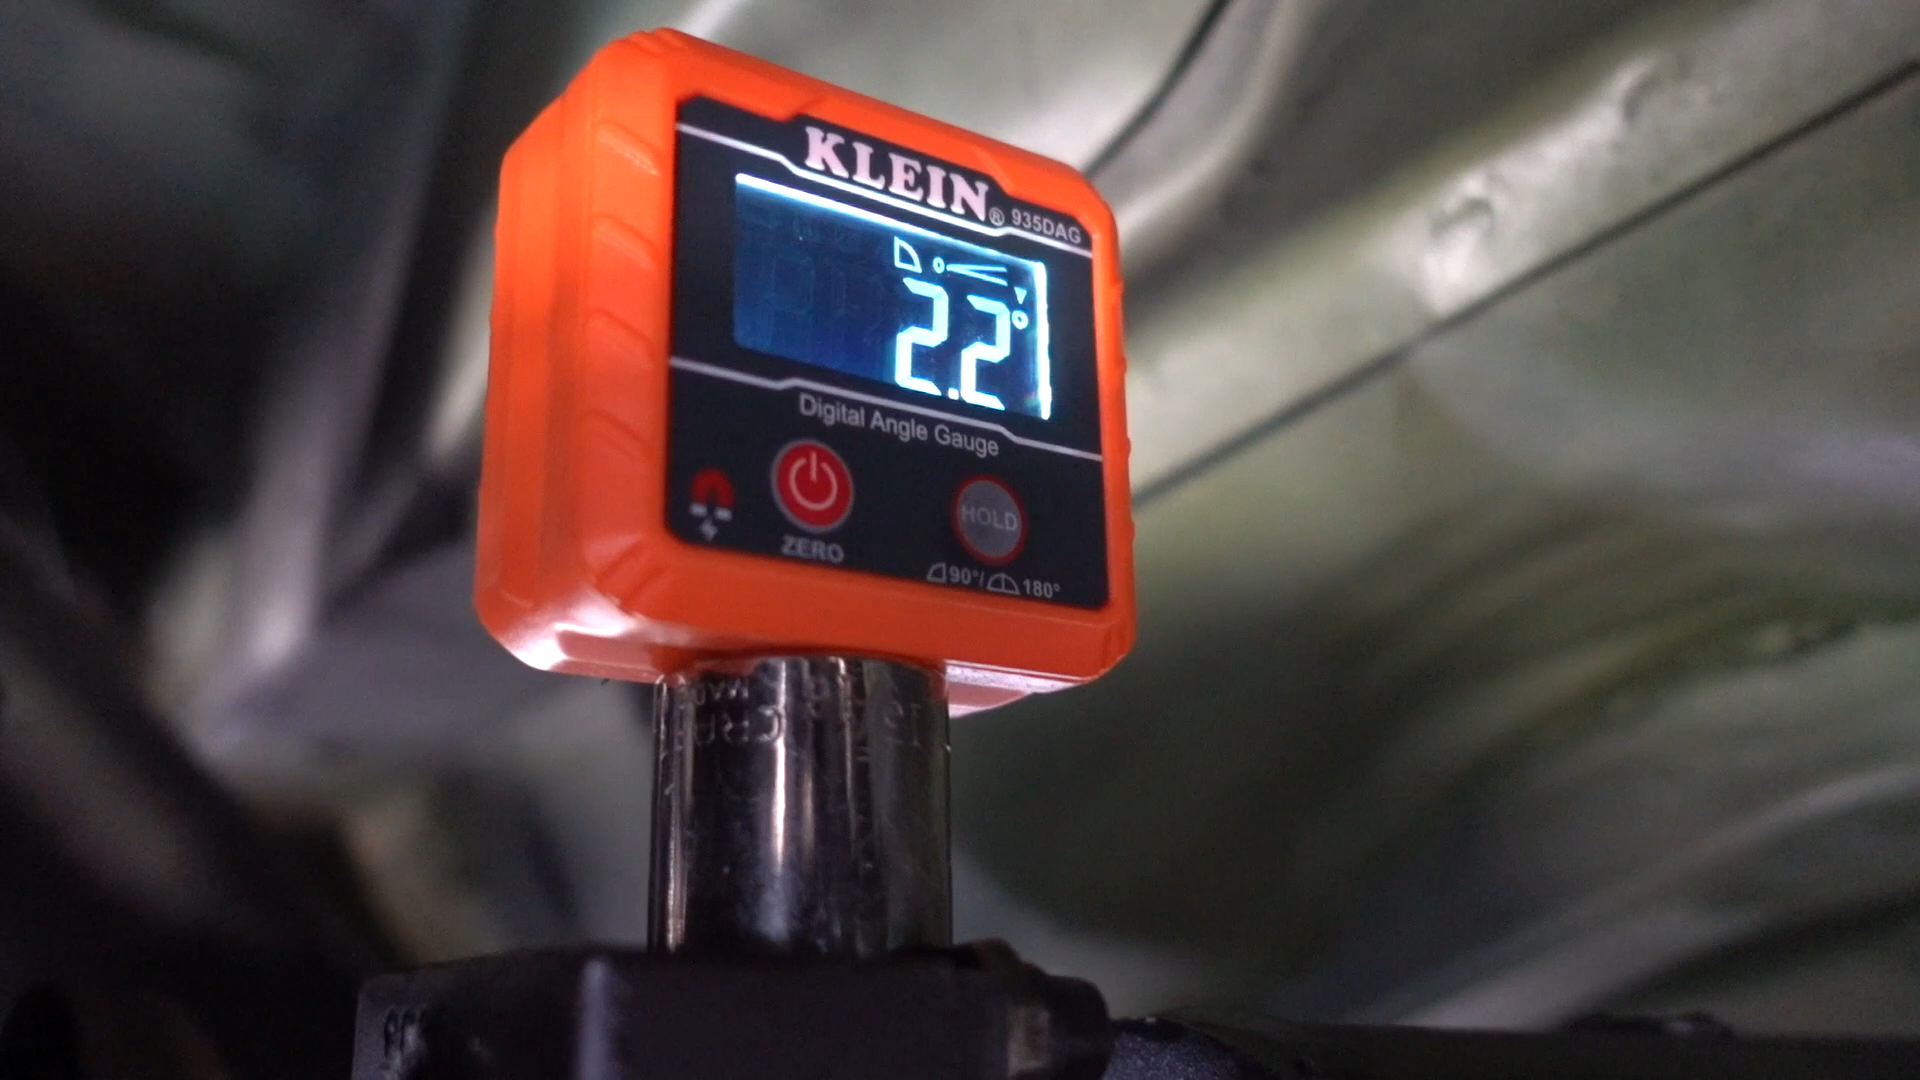 KLEIN® 935DAG
2.2°
Digital Angle Gauge
HOLD
ZERO
90°/ 180°